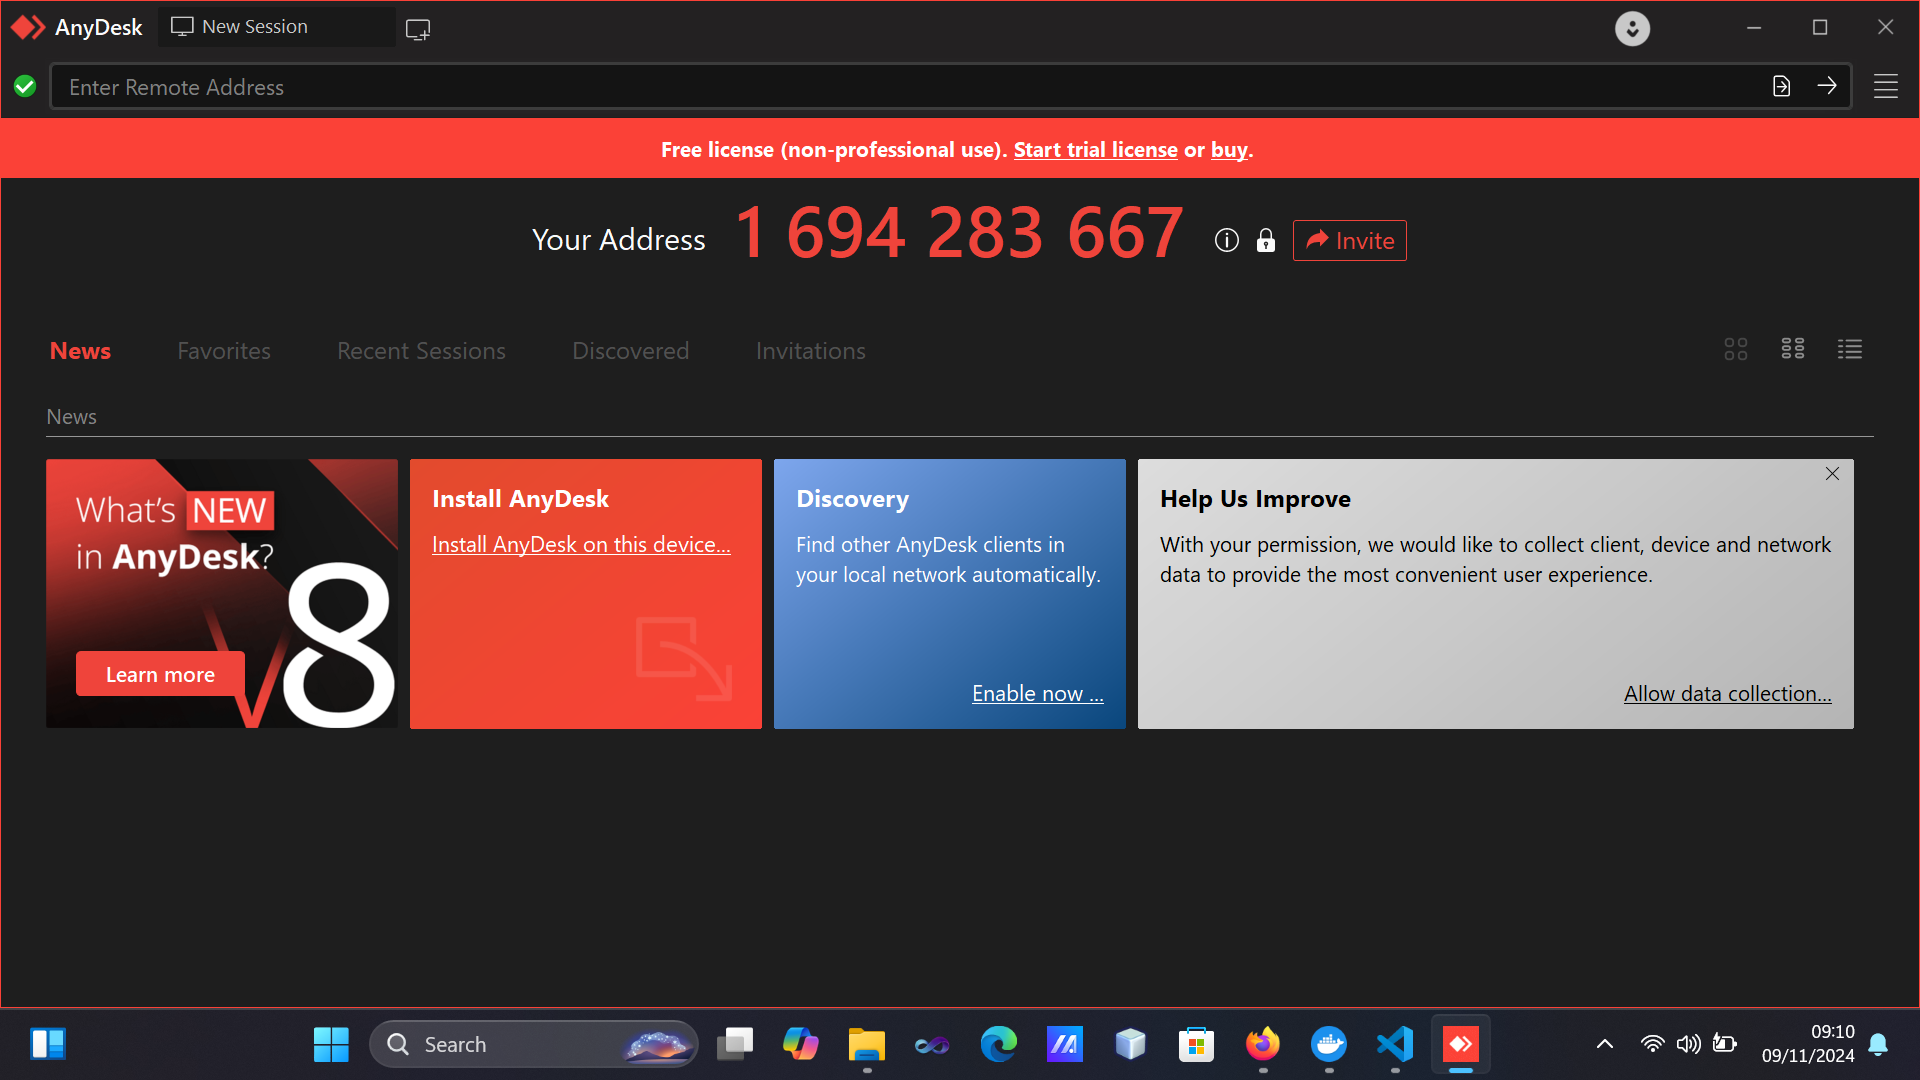 AnyDesk
New Session
Enter Remote Address
Free license (non-professional use). Start trial license or buy.
Your Address 1 694 283 667 Invite
News Favorites Recent Sessions Discovered Invitations
News
What's NEW
in AnyDesk?
v8
Learn more
Install AnyDesk
Install AnyDesk on this device...
Discovery
Find other AnyDesk clients in
your local network automatically.
Enable now ...
Help Us Improve
With your permission, we would like to collect client, device and network
data to provide the most convenient user experience.
Allow data collection...
Search
09:10
09/11/2024